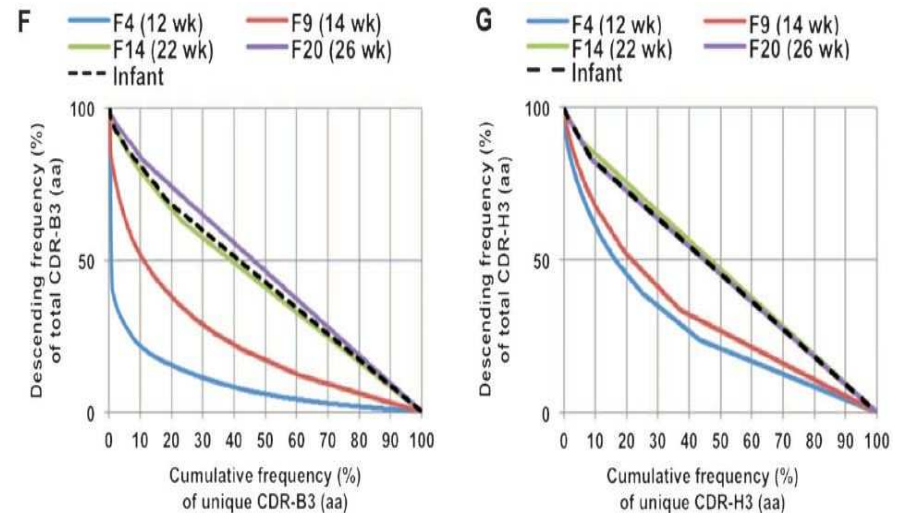 F
F4 (12 wk)
F9 (14 wk)
F14 (22 wk)
F20 (26 wk)
Infant
Descending frequency (%)
of total CDR-B3 (aa)
100
50
0
0 10 20 30 40 50 60 70 80 90 100
Cumulative frequency (%)
of unique CDR-B3 (aa)
G
F4 (12 wk)
F9 (14 wk)
F14 (22 wk)
F20 (26 wk)
Infant
Descending frequency (%)
of total CDR-H3 (aa)
100
50
0
0 10 20 30 40 50 60 70 80 90 100
Cumulative frequency (%)
of unique CDR-H3 (aa)